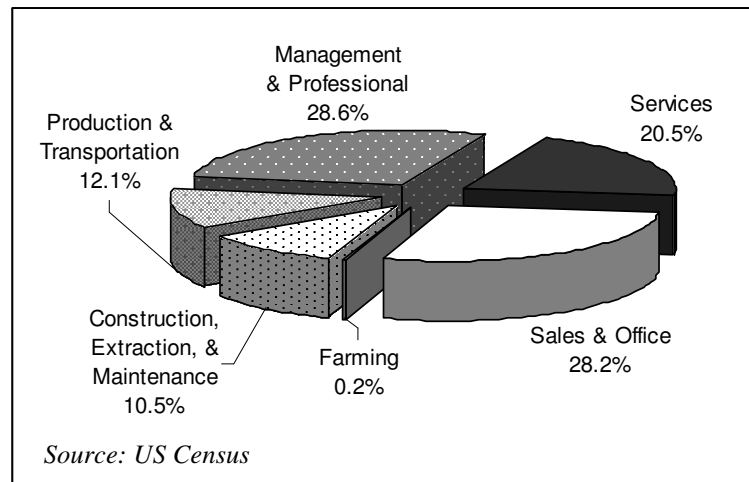 Management
& Professional
28.6%
Services
20.5%
Production &
Transportation
12.1%
Construction,
Extraction, &
Maintenance
10.5%
Farming
0.2%
Sales & Office
28.2%
Source: US Census